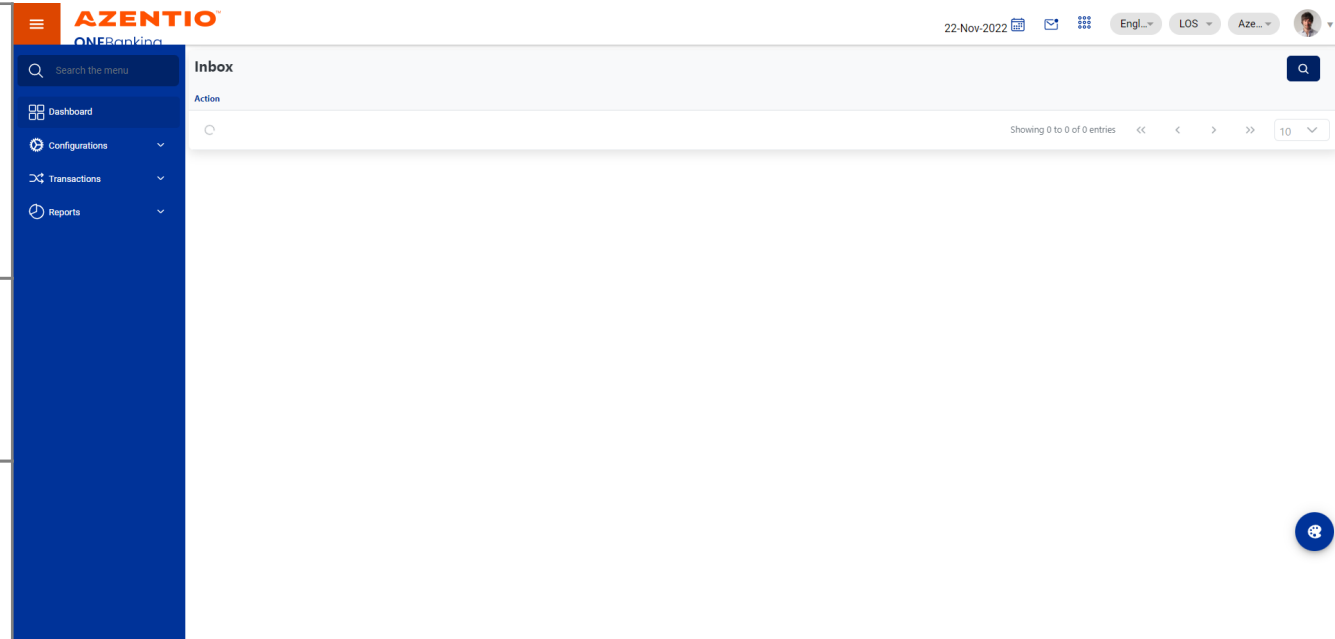 AZENTIO™
ONEBanking
22-Nov-2022
Engl...
LOS
Aze...
Search the menu
Dashboard
Configurations
Transactions
Reports
Inbox
Action
Showing 0 to 0 of 0 entries
10